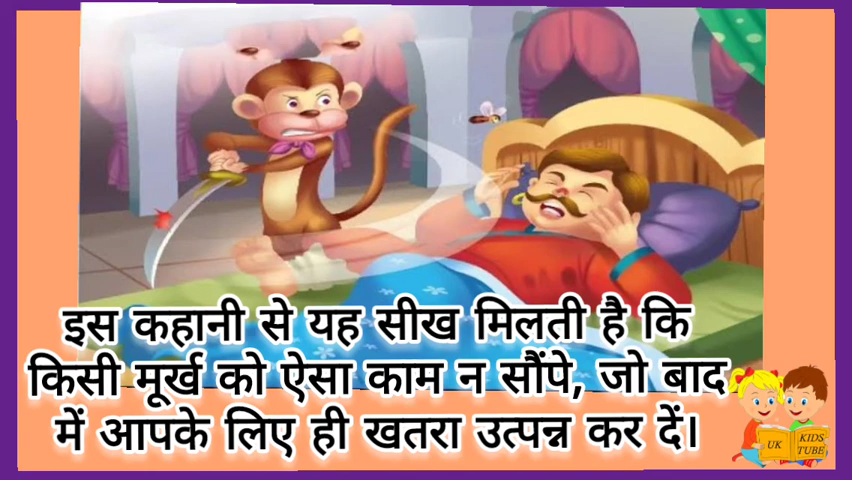 इस कहानी से यह सीख मिलती है कि
किसी मूर्ख को ऐसा काम न सौंपे, जो बाद
में आपके लिए ही खतरा उत्पन्न कर दें।
UK KIDS
TUBE